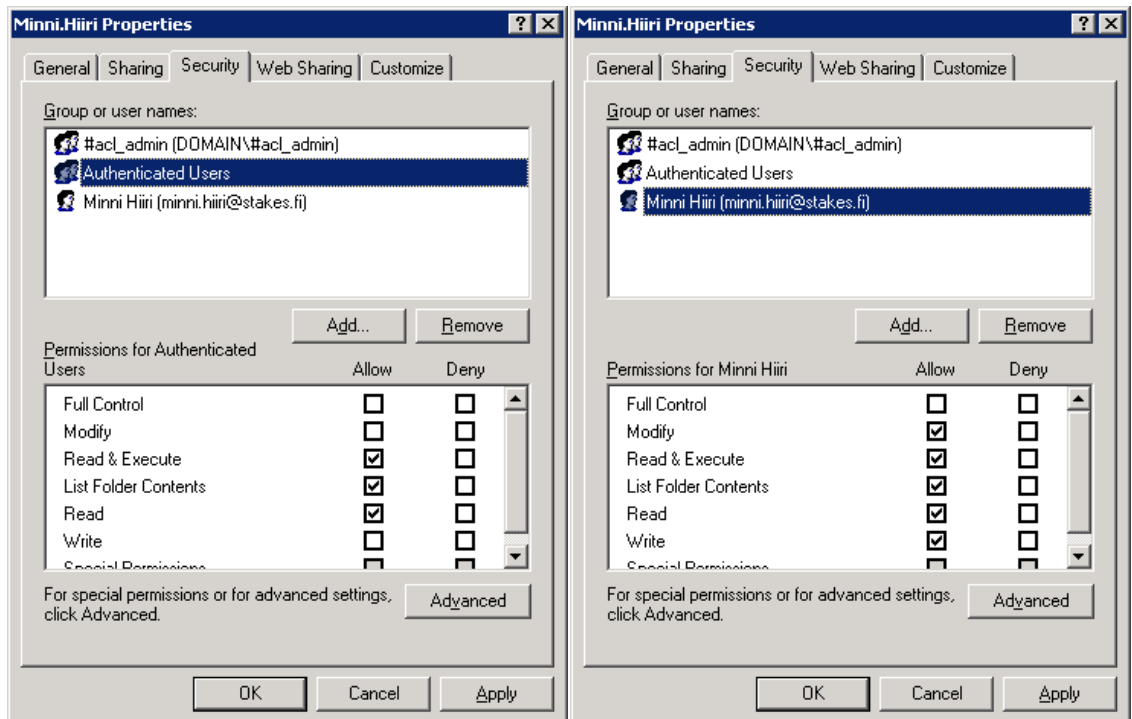 Minni.Hiiri Properties
General Sharing Security Web Sharing Customize
Group or user names:
#acl_admin (DOMAIN\#acl_admin)
Authenticated Users
Minni Hiiri (minni.hiiri@stakes.fi)
Add... Remove
Permissions for Authenticated
Users Allow Deny
Full Control
Modify
Read & Execute
List Folder Contents
Read
Write
Special Permissions
For special permissions or for advanced settings,
click Advanced.
Advanced
OK Cancel Apply
Minni.Hiiri Properties
General Sharing Security Web Sharing Customize
Group or user names:
#acl_admin (DOMAIN\#acl_admin)
Authenticated Users
Minni Hiiri (minni.hiiri@stakes.fi)
Add... Remove
Permissions for Minni Hiiri Allow Deny
Full Control
Modify
Read & Execute
List Folder Contents
Read
Write
Special Permissions
For special permissions or for advanced settings,
click Advanced.
Advanced
OK Cancel Apply